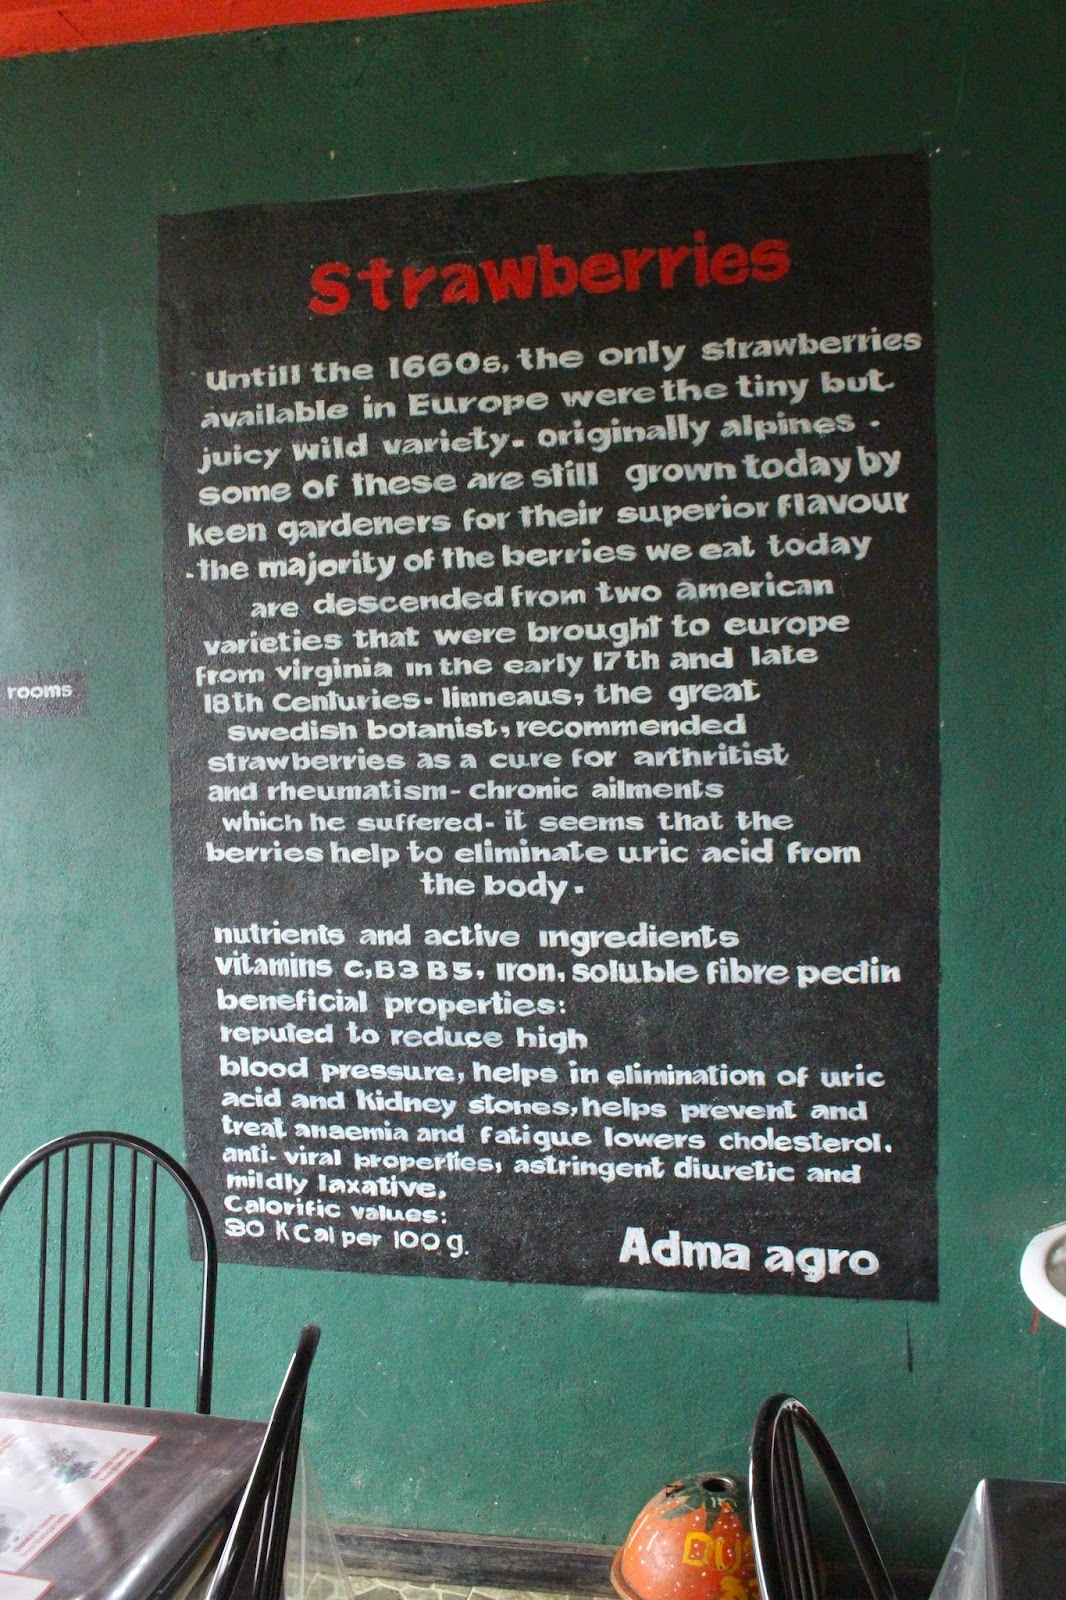 Strawberries
Untill the 1660s, the only strawberries
available in Europe were the tiny but
juicy wild variety. originally alpines.
some of these are still grown today by
keen gardeners for their superior flavour
.the majority of the berries we eat today
are descended from two american
varieties that were brought to europe
from virginia in the early 17th and late
18th Centuries. linneaus, the great
Swedish botanist, recommended
strawberries as a cure for arthritist
and rheumatism- chronic ailments
which he suffered- it seems that the
berries help to eliminate uric acid from
the body.
nutrients and active ingredients
vitamins C,B3 B5, Iron, soluble fibre pectin
beneficial properties:
reputed to reduce high
blood pressure, helps in elimination of uric
acid and kidney stones, helps prevent and
treat anaemia and fatigue lowers cholesterol.
anti-viral properties, astringent diuretic and
mildly laxative,
Calorific values:
KCal per 100g.
Adma agro
rooms